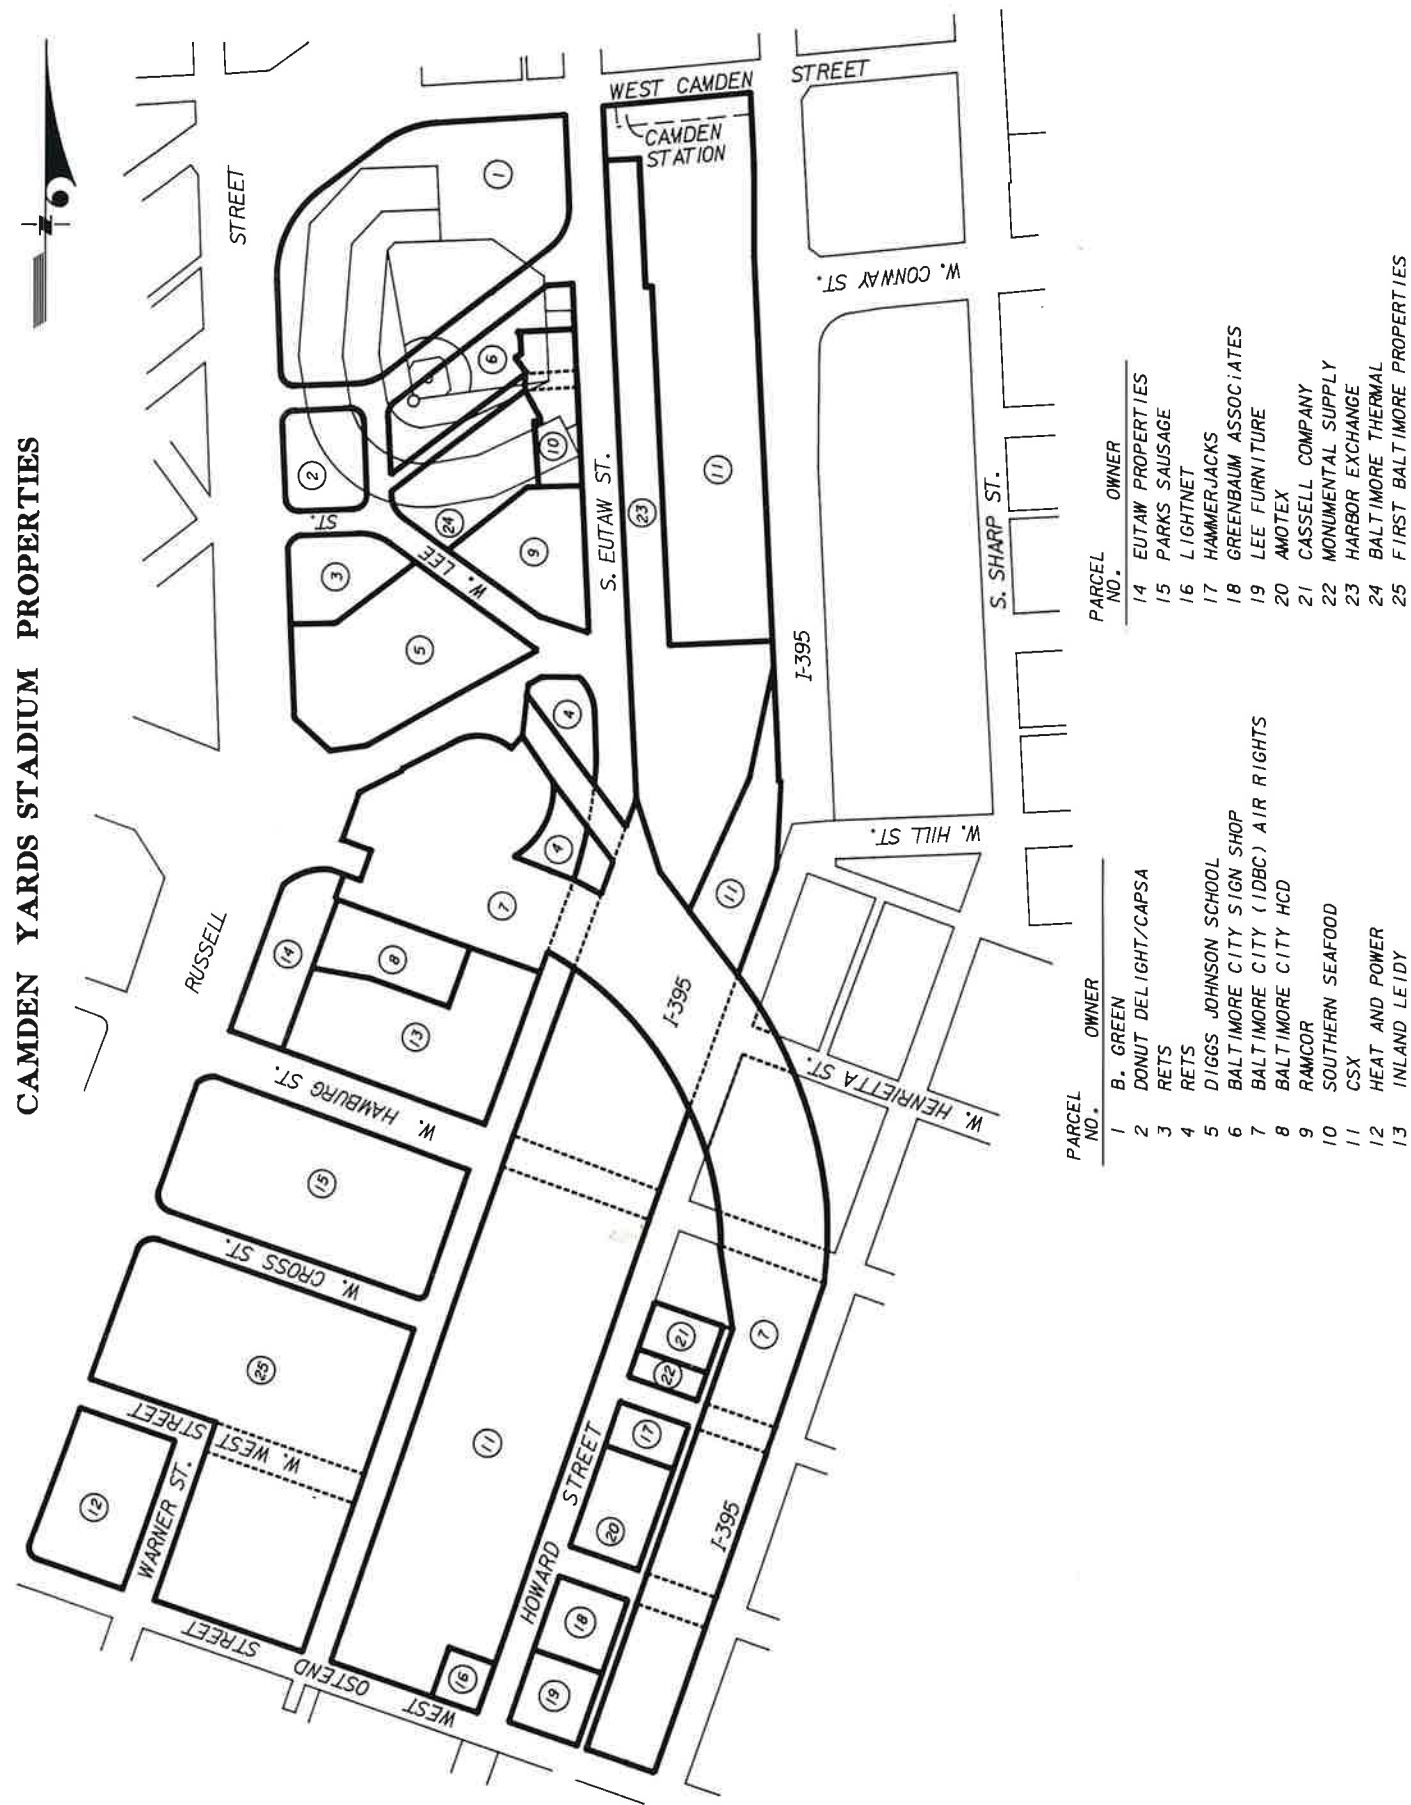 CAMDEN YARDS STADIUM PROPERTIES
N
STREET
RUSSELL
WEST CAMDEN STREET
CAMDEN
STATION
W. CONWAY ST.
S. EUTAW ST.
S. SHARP ST.
W. LEE ST.
I-395
W. HILL ST.
I-395
W. HENRIETTA ST.
W. HAMBURG ST.
W. CROSS ST.
W. WEST STREET
WARNER ST.
HOWARD STREET
I-395
WEST OSTEND STREET
1
2
3
4
4
5
6
7
7
8
9
10
11
11
11
12
13
14
15
16
17
18
19
20
21
22
23
24
25
PARCEL
NO. OWNER
1 B. GREEN
2 DONUT DELIGHT/CAPSA
3 RETS
4 RETS
5 DIGGS JOHNSON SCHOOL
6 BALTIMORE CITY SIGN SHOP
7 BALTIMORE CITY (IDBC) AIR RIGHTS
8 BALTIMORE CITY HCD
9 RAMCOR
10 SOUTHERN SEAFOOD
11 CSX
12 HEAT AND POWER
13 INLAND LEIDY
PARCEL
NO. OWNER
14 EUTAW PROPERTIES
15 PARKS SAUSAGE
16 LIGHTNET
17 HAMMERJACKS
18 GREENBAUM ASSOCIATES
19 LEE FURNITURE
20 AMOTEX
21 CASSELL COMPANY
22 MONUMENTAL SUPPLY
23 HARBOR EXCHANGE
24 BALTIMORE THERMAL
25 FIRST BALTIMORE PROPERTIES